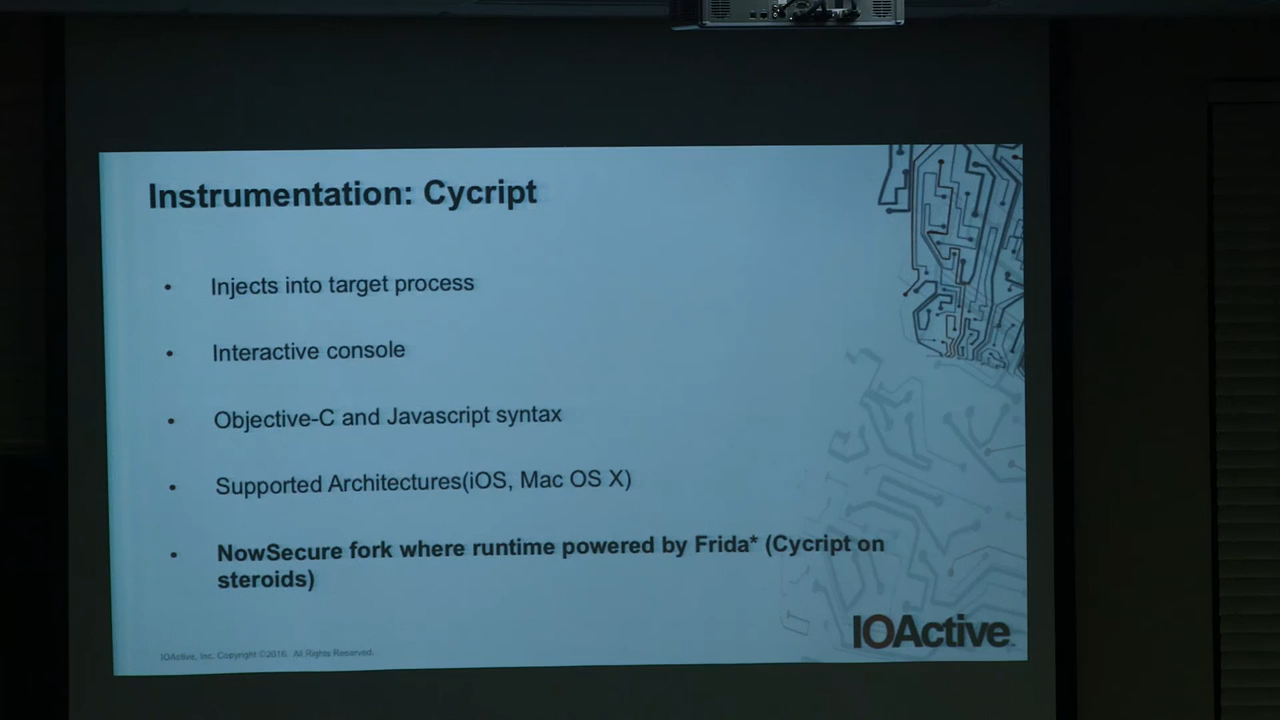 Instrumentation: Cycript
• Injects into target process
• Interactive console
• Objective-C and Javascript syntax
• Supported Architectures(iOS, Mac OS X)
• NowSecure fork where runtime powered by Frida* (Cycript on
steroids)
IOActive, Inc. Copyright ©2016. All Rights Reserved.
IOActive